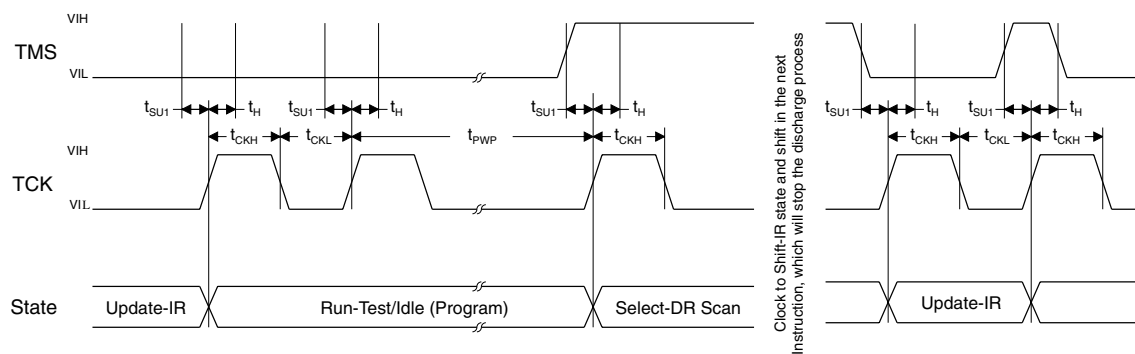 VIH
TMS
VIL
tSU1 tH tSU1 tH tSU1 tH tSU1 tH tSU1 tH
tCKH tCKL tPWP tCKH tCKH tCKL tCKH
VIH
TCK
VIL
State Update-IR Run-Test/Idle (Program) Select-DR Scan Update-IR
Clock to Shift-IR state and shift in the next
Instruction, which will stop the discharge process